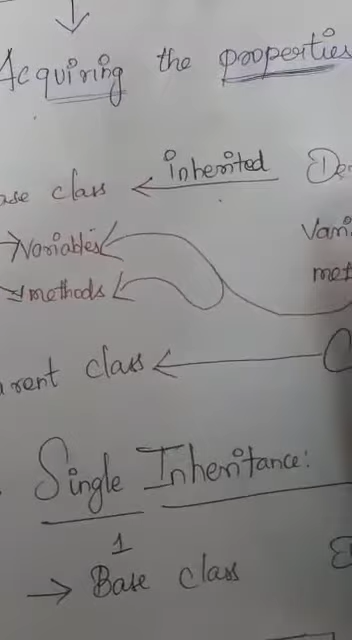 Acquiring the properties
ase class inherited De
variables Vari
methods met
rent class C
Single Inheritance:
1
Base class